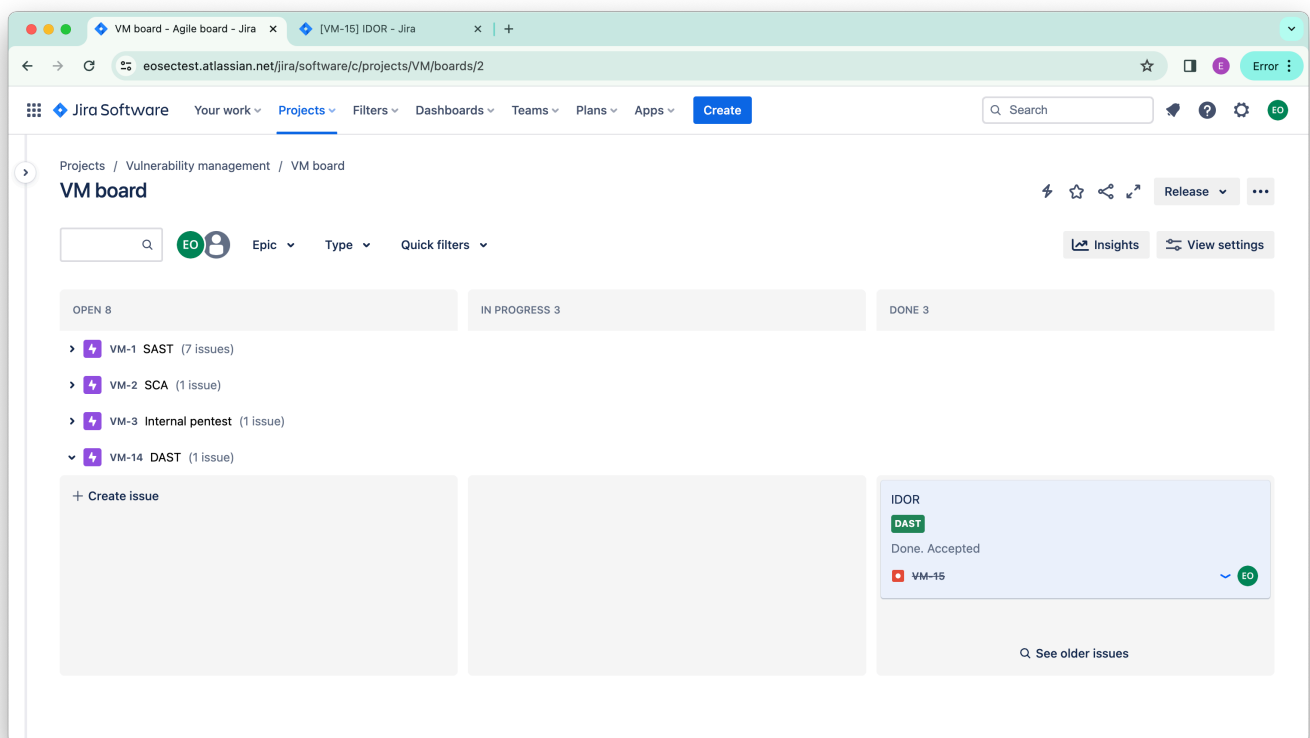 VM board - Agile board - Jira
[VM-15] IDOR - Jira
eosectest.atlassian.net/jira/software/c/projects/VM/boards/2
E
Error
Jira Software
Your work
Projects
Filters
Dashboards
Teams
Plans
Apps
Create
Search
EO
Projects / Vulnerability management / VM board
VM board
Release
EO
Epic
Type
Quick filters
Insights
View settings
OPEN 8
IN PROGRESS 3
DONE 3
VM-1 SAST (7 issues)
VM-2 SCA (1 issue)
VM-3 Internal pentest (1 issue)
VM-14 DAST (1 issue)
+ Create issue
IDOR
DAST
Done. Accepted
VM-15
EO
See older issues